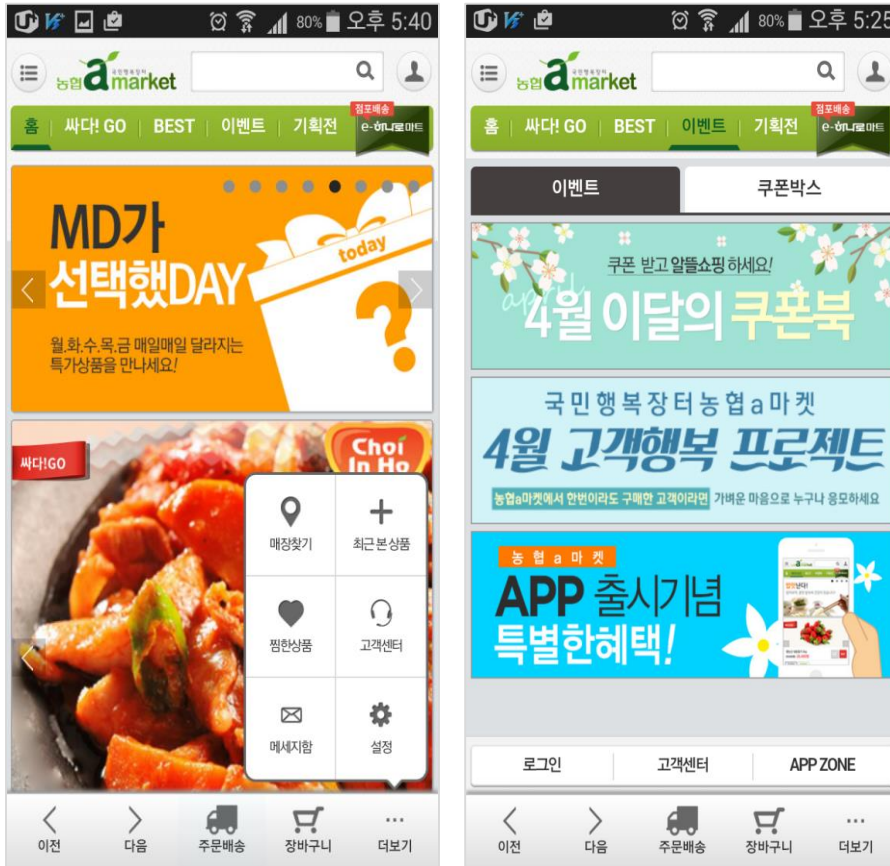 80% 오후 5:40
농협 a market
국민행복장터
홈 싸다! GO BEST 이벤트 기획전 점포배송 e-하나로마트
MD가
선택했DAY
today
?
월.화.수.목.금 매일매일 달라지는
특가상품을 만나세요!
싸다!GO
Choi
In Ho
매장찾기 최근 본 상품
찜한상품 고객센터
메세지함 설정
이전 다음 주문배송 장바구니 더보기
80% 오후 5:25
농협 a market
국민행복장터
홈 싸다! GO BEST 이벤트 기획전 점포배송 e-하나로마트
이벤트 쿠폰박스
쿠폰 받고 알뜰쇼핑 하세요!
april
4월 이달의 쿠폰북
국민행복장터농협a마켓
4월 고객행복 프로젝트
농협a마켓에서 한번이라도 구매한 고객이라면 가벼운 마음으로 누구나 응모하세요
농협a마켓
APP 출시기념
특별한혜택!
로그인 고객센터 APP ZONE
이전 다음 주문배송 장바구니 더보기